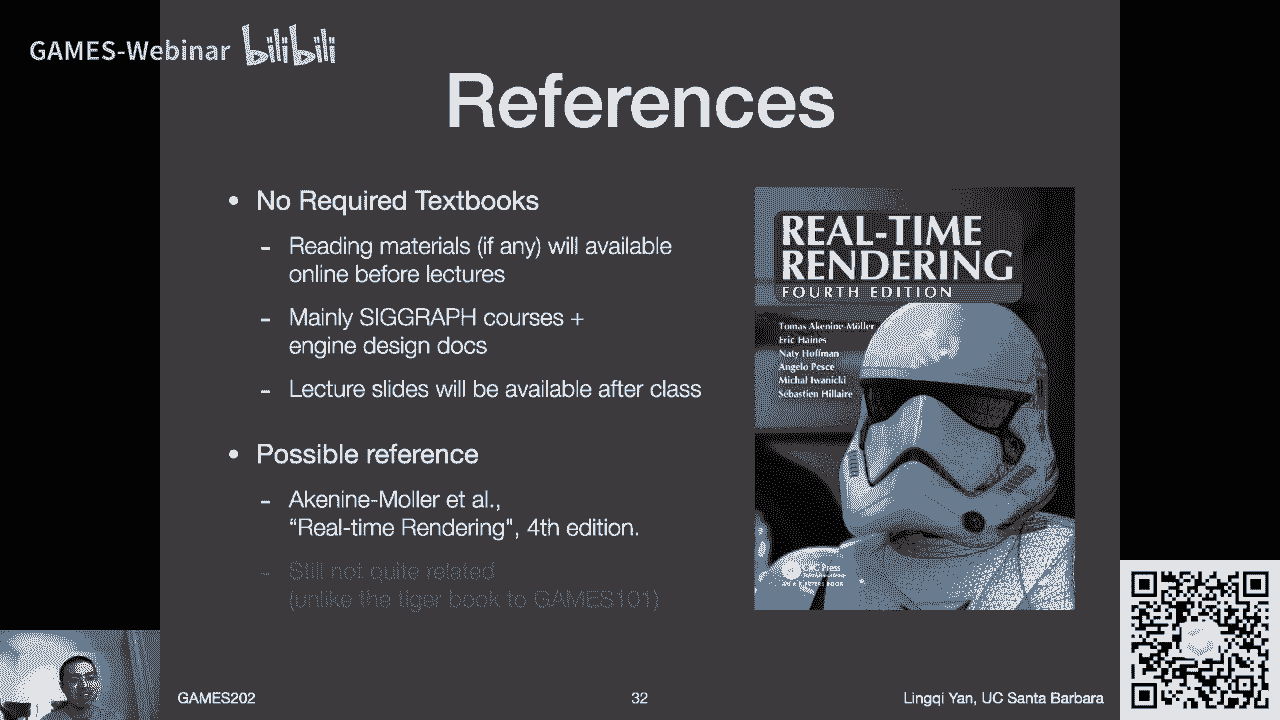 GAMES-Webinar bilibili
References
• No Required Textbooks
- Reading materials (if any) will available
online before lectures
- Mainly SIGGRAPH courses +
engine design docs
- Lecture slides will be available after class
• Possible reference
- Akenine-Moller et al.,
“Real-time Rendering", 4th edition.
- Still not quite related
(unlike the tiger book to GAMES101)
REAL-TIME
RENDERING
FOURTH EDITION
Tomas Akenine-Möller
Eric Haines
Naty Hoffman
Angelo Pesce
Michał Iwanicki
Sébastien Hillaire
CRC Press
GAMES202
32
Lingqi Yan, UC Santa Barbara